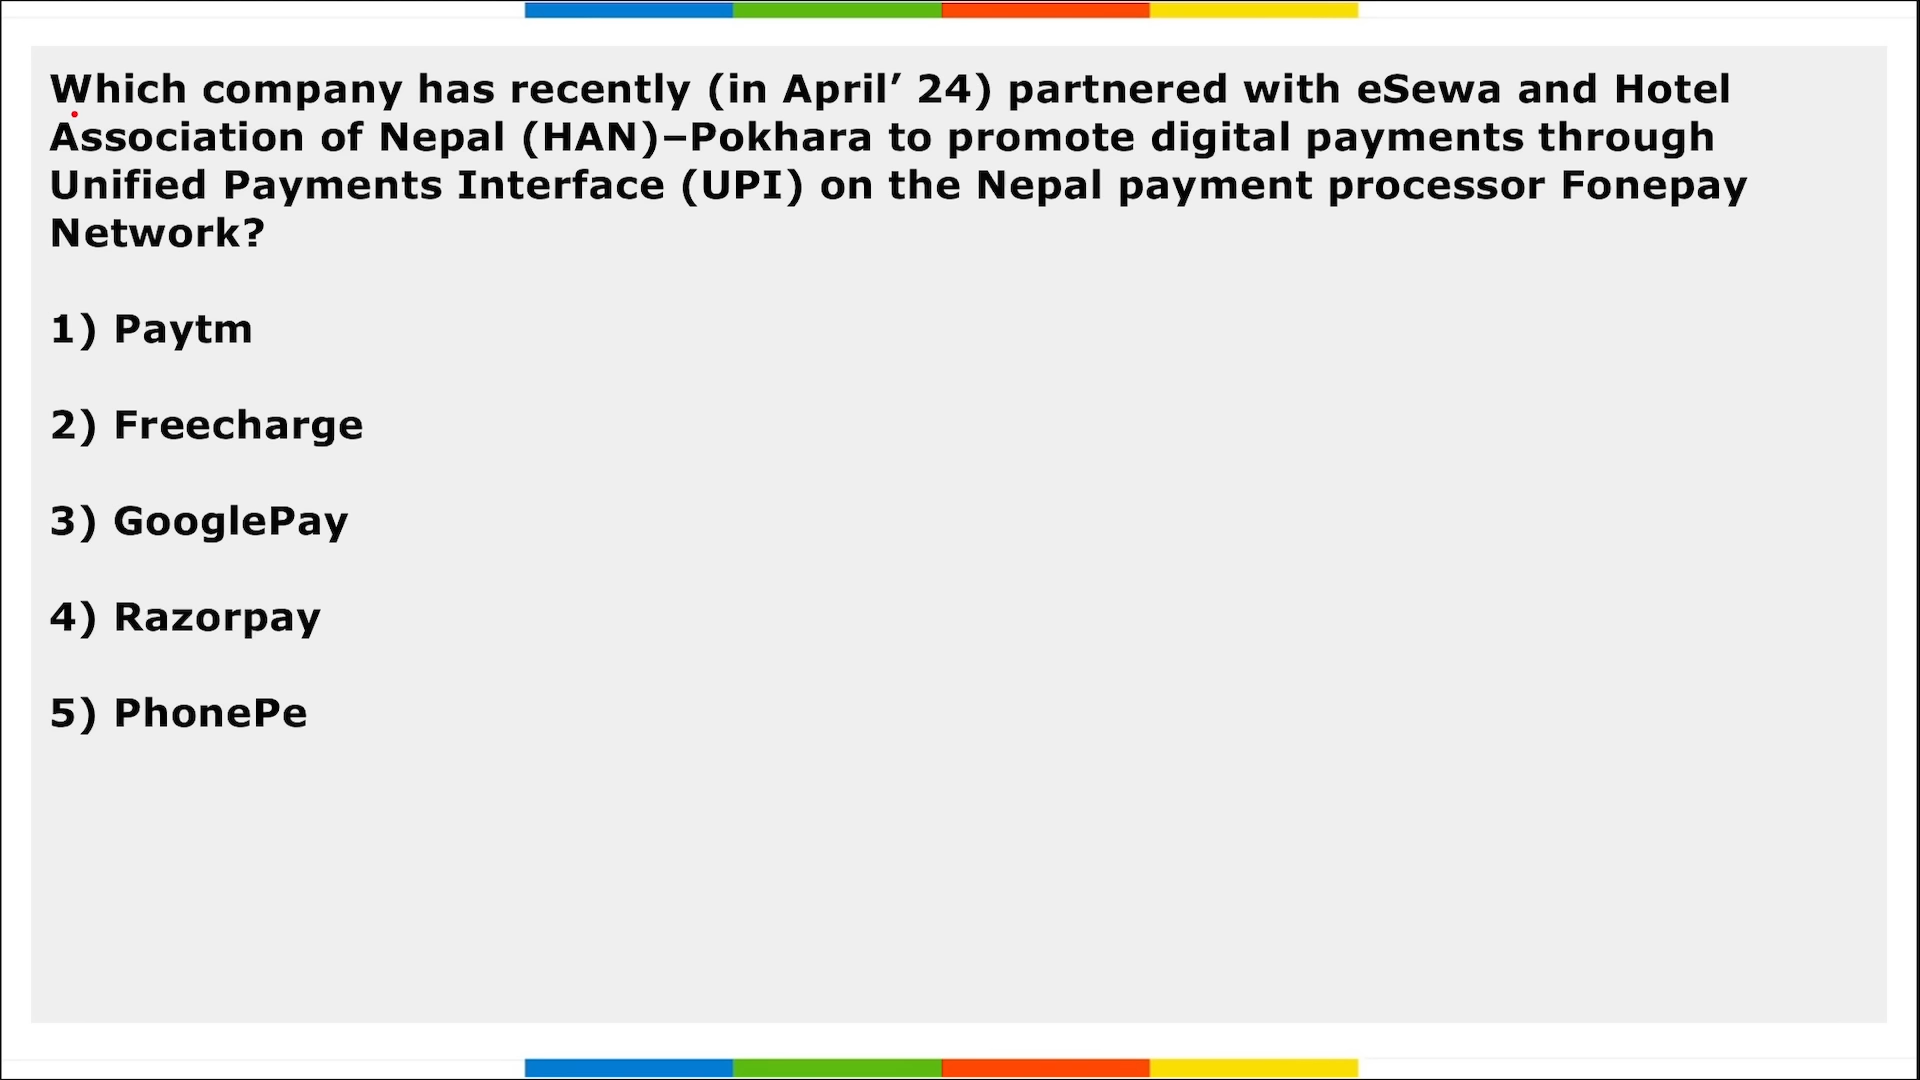 Which company has recently (in April’ 24) partnered with eSewa and Hotel
Association of Nepal (HAN)–Pokhara to promote digital payments through
Unified Payments Interface (UPI) on the Nepal payment processor Fonepay
Network?
1) Paytm
2) Freecharge
3) GooglePay
4) Razorpay
5) PhonePe